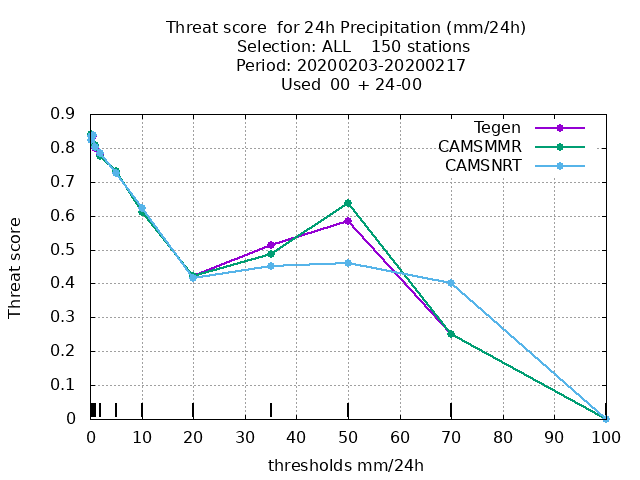 Threat score  for 24h Precipitation (mm/24h)
Selection: ALL    150 stations
Period: 20200203-20200217
Used  00 + 24-00
Tegen
CAMSMMR
CAMSNRT
Threat score
0.9
0.8
0.7
0.6
0.5
0.4
0.3
0.2
0.1
0
0 10 20 30 40 50 60 70 80 90 100
thresholds mm/24h